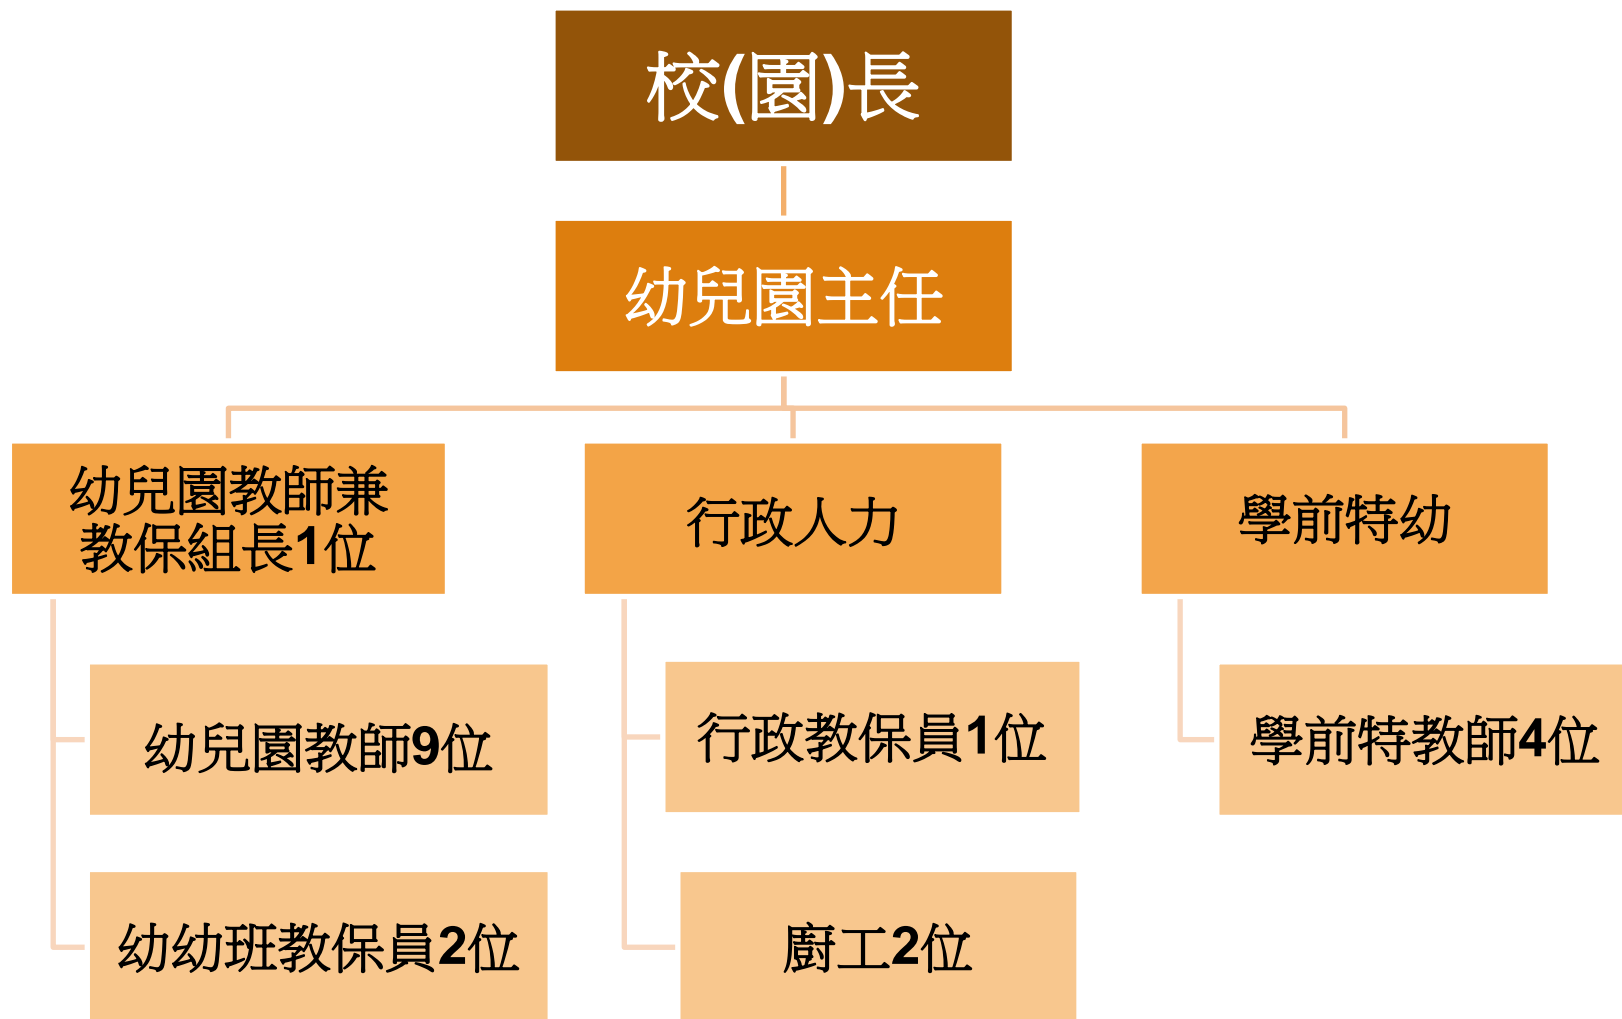 校(園)長
幼兒園主任
幼兒園教師兼
教保組長1位
行政人力
學前特幼
幼兒園教師9位
行政教保員1位
學前特教師4位
幼幼班教保員2位
廚工2位